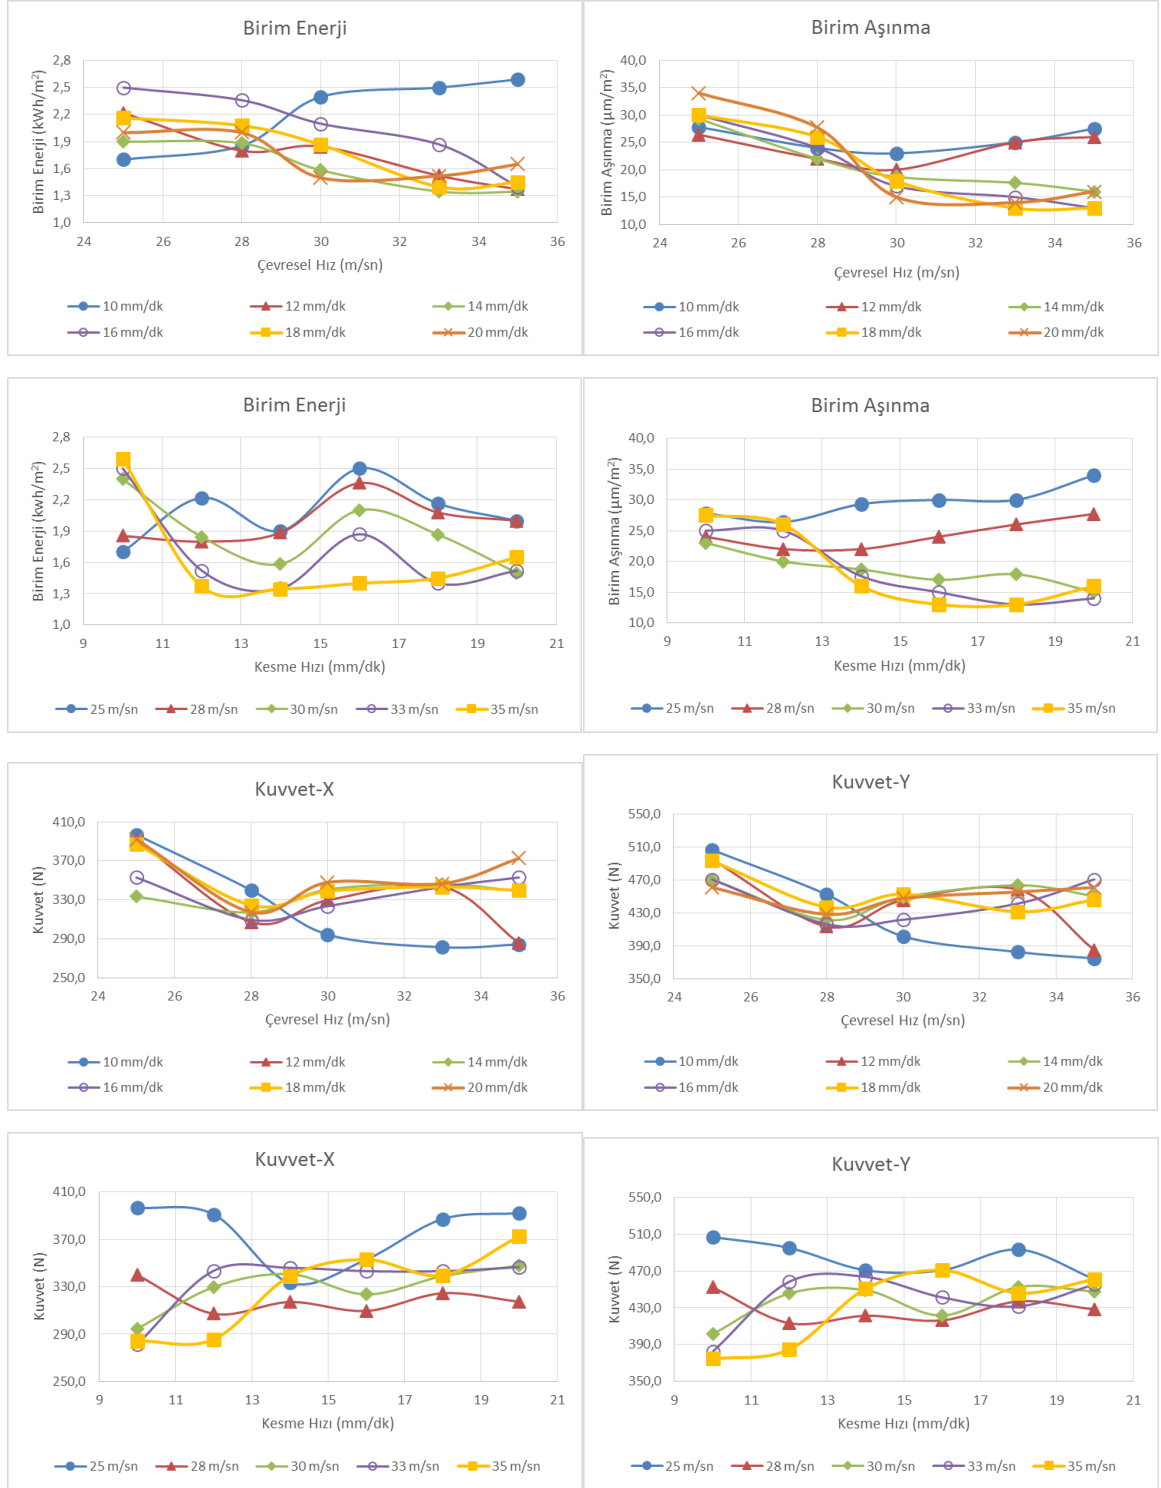 Birim Enerji
Birim Enerji (kWh/m²)
2,8
2,5
2,2
1,9
1,6
1,3
1,0
24 26 28 30 32 34 36
Çevresel Hız (m/sn)
10 mm/dk 12 mm/dk 14 mm/dk
16 mm/dk 18 mm/dk 20 mm/dk
Birim Aşınma
Birim Aşınma (µm/m²)
40,0
35,0
30,0
25,0
20,0
15,0
10,0
24 26 28 30 32 34 36
Çevresel Hız (m/sn)
10 mm/dk 12 mm/dk 14 mm/dk
16 mm/dk 18 mm/dk 20 mm/dk
Birim Enerji
Birim Enerji (kwh/m²)
2,8
2,5
2,2
1,9
1,6
1,3
1,0
9 11 13 15 17 19 21
Kesme Hızı (mm/dk)
25 m/sn 28 m/sn 30 m/sn 33 m/sn 35 m/sn
Birim Aşınma
Birim Aşınma (µm/m²)
40,0
35,0
30,0
25,0
20,0
15,0
10,0
9 11 13 15 17 19 21
Kesme Hızı (mm/dk)
25 m/sn 28 m/sn 30 m/sn 33 m/sn 35 m/sn
Kuvvet-X
Kuvvet (N)
410,0
370,0
330,0
290,0
250,0
24 26 28 30 32 34 36
Çevresel Hız (m/sn)
10 mm/dk 12 mm/dk 14 mm/dk
16 mm/dk 18 mm/dk 20 mm/dk
Kuvvet-Y
Kuvvet (N)
550,0
510,0
470,0
430,0
390,0
350,0
24 26 28 30 32 34 36
Çevresel Hız (m/sn)
10 mm/dk 12 mm/dk 14 mm/dk
16 mm/dk 18 mm/dk 20 mm/dk
Kuvvet-X
Kuvvet (N)
410,0
370,0
330,0
290,0
250,0
9 11 13 15 17 19 21
Kesme Hızı (mm/dk)
25 m/sn 28 m/sn 30 m/sn 33 m/sn 35 m/sn
Kuvvet-Y
Kuvvet (N)
550,0
510,0
470,0
430,0
390,0
350,0
9 11 13 15 17 19 21
Kesme Hızı (mm/dk)
25 m/sn 28 m/sn 30 m/sn 33 m/sn 35 m/sn